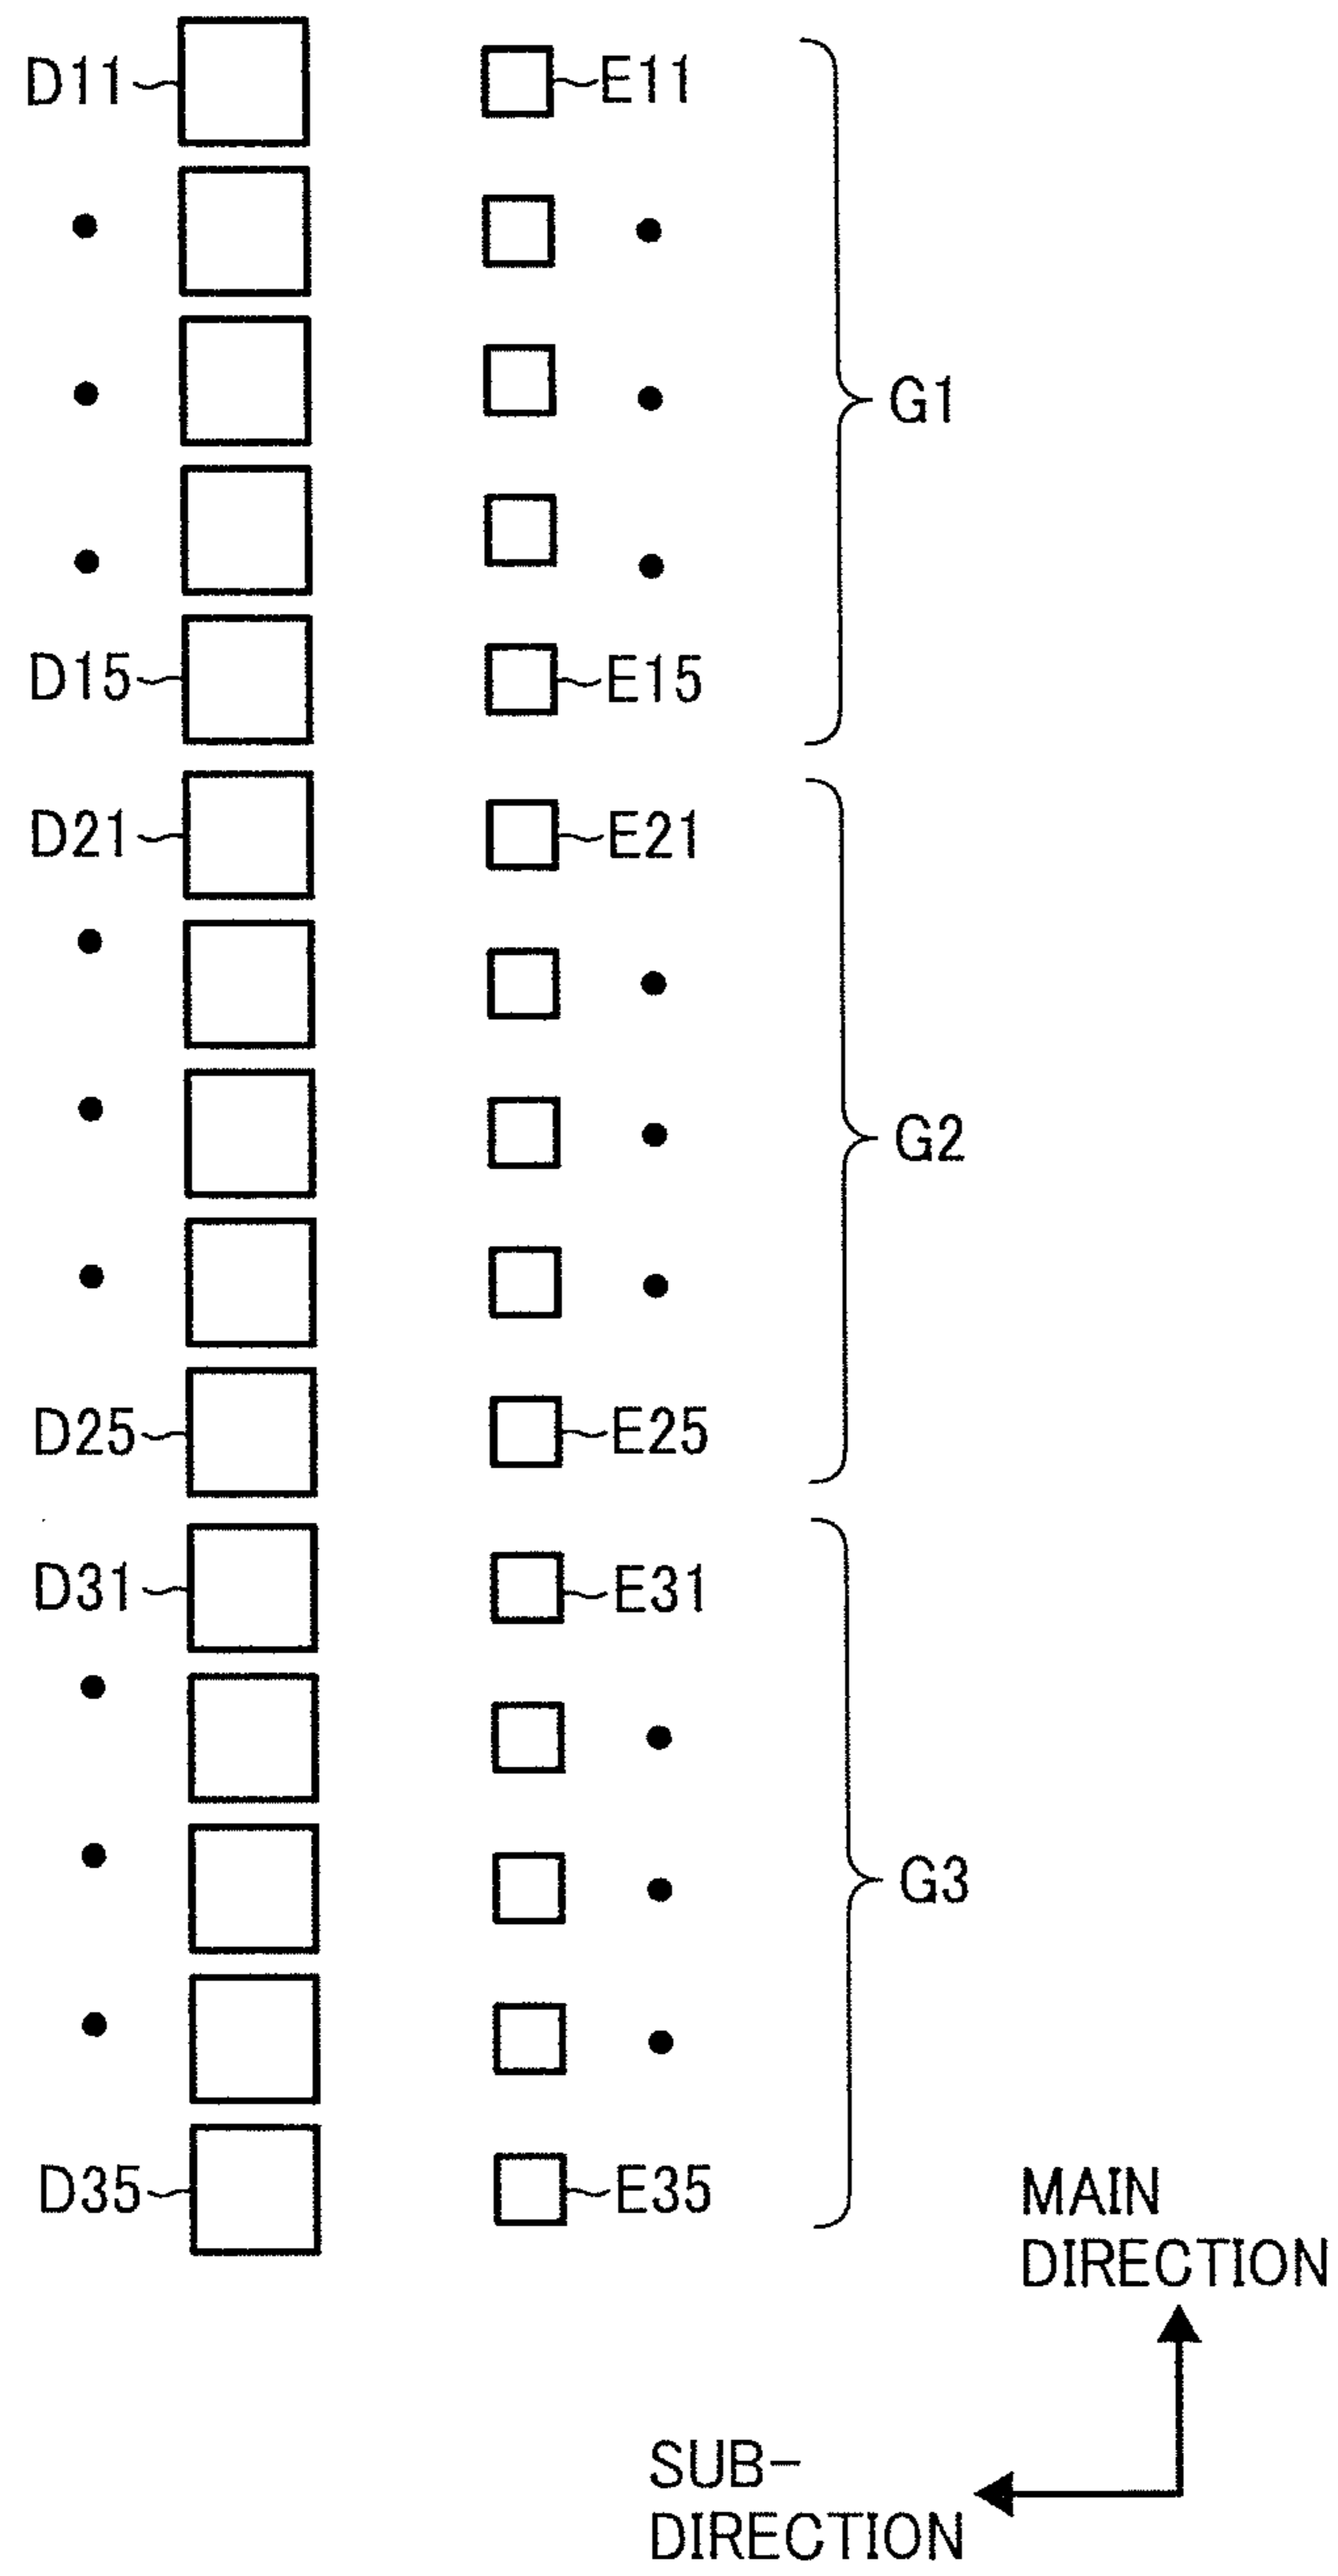 D11 E11
G1
D15 E15
D21 E21
G2
D25 E25
D31 E31
G3
D35 E35
MAIN
DIRECTION
SUB-
DIRECTION